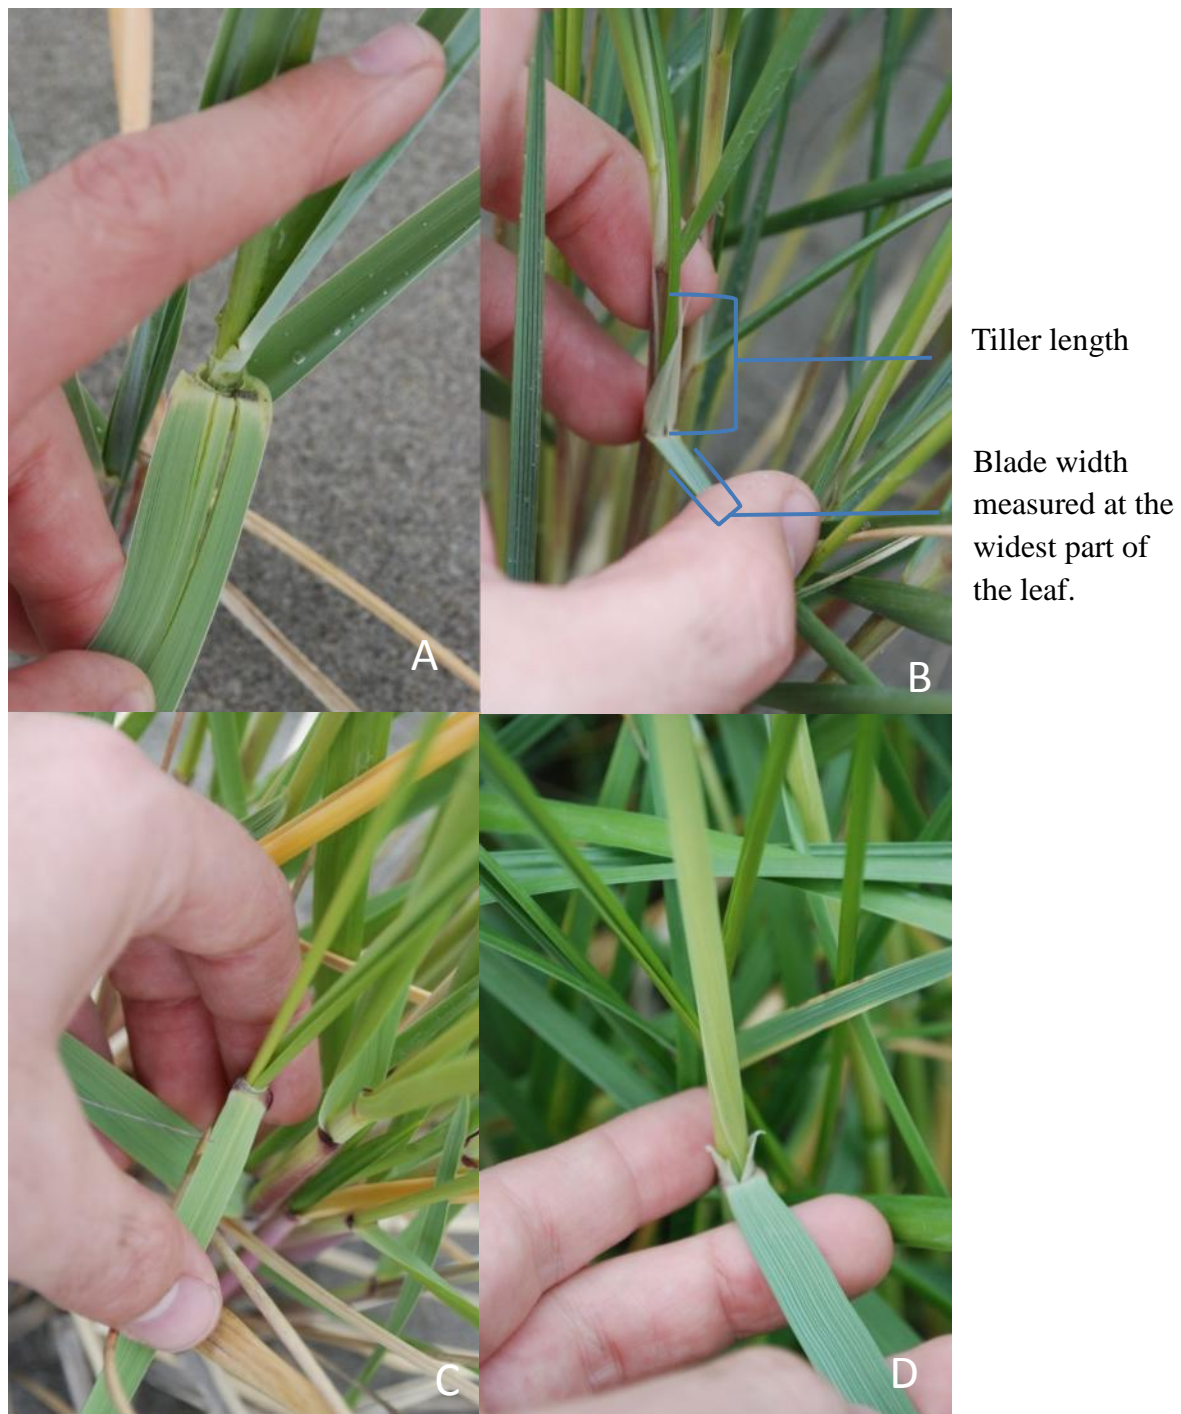 A
B
Tiller length
Blade width
measured at the
widest part of
the leaf.
C
D